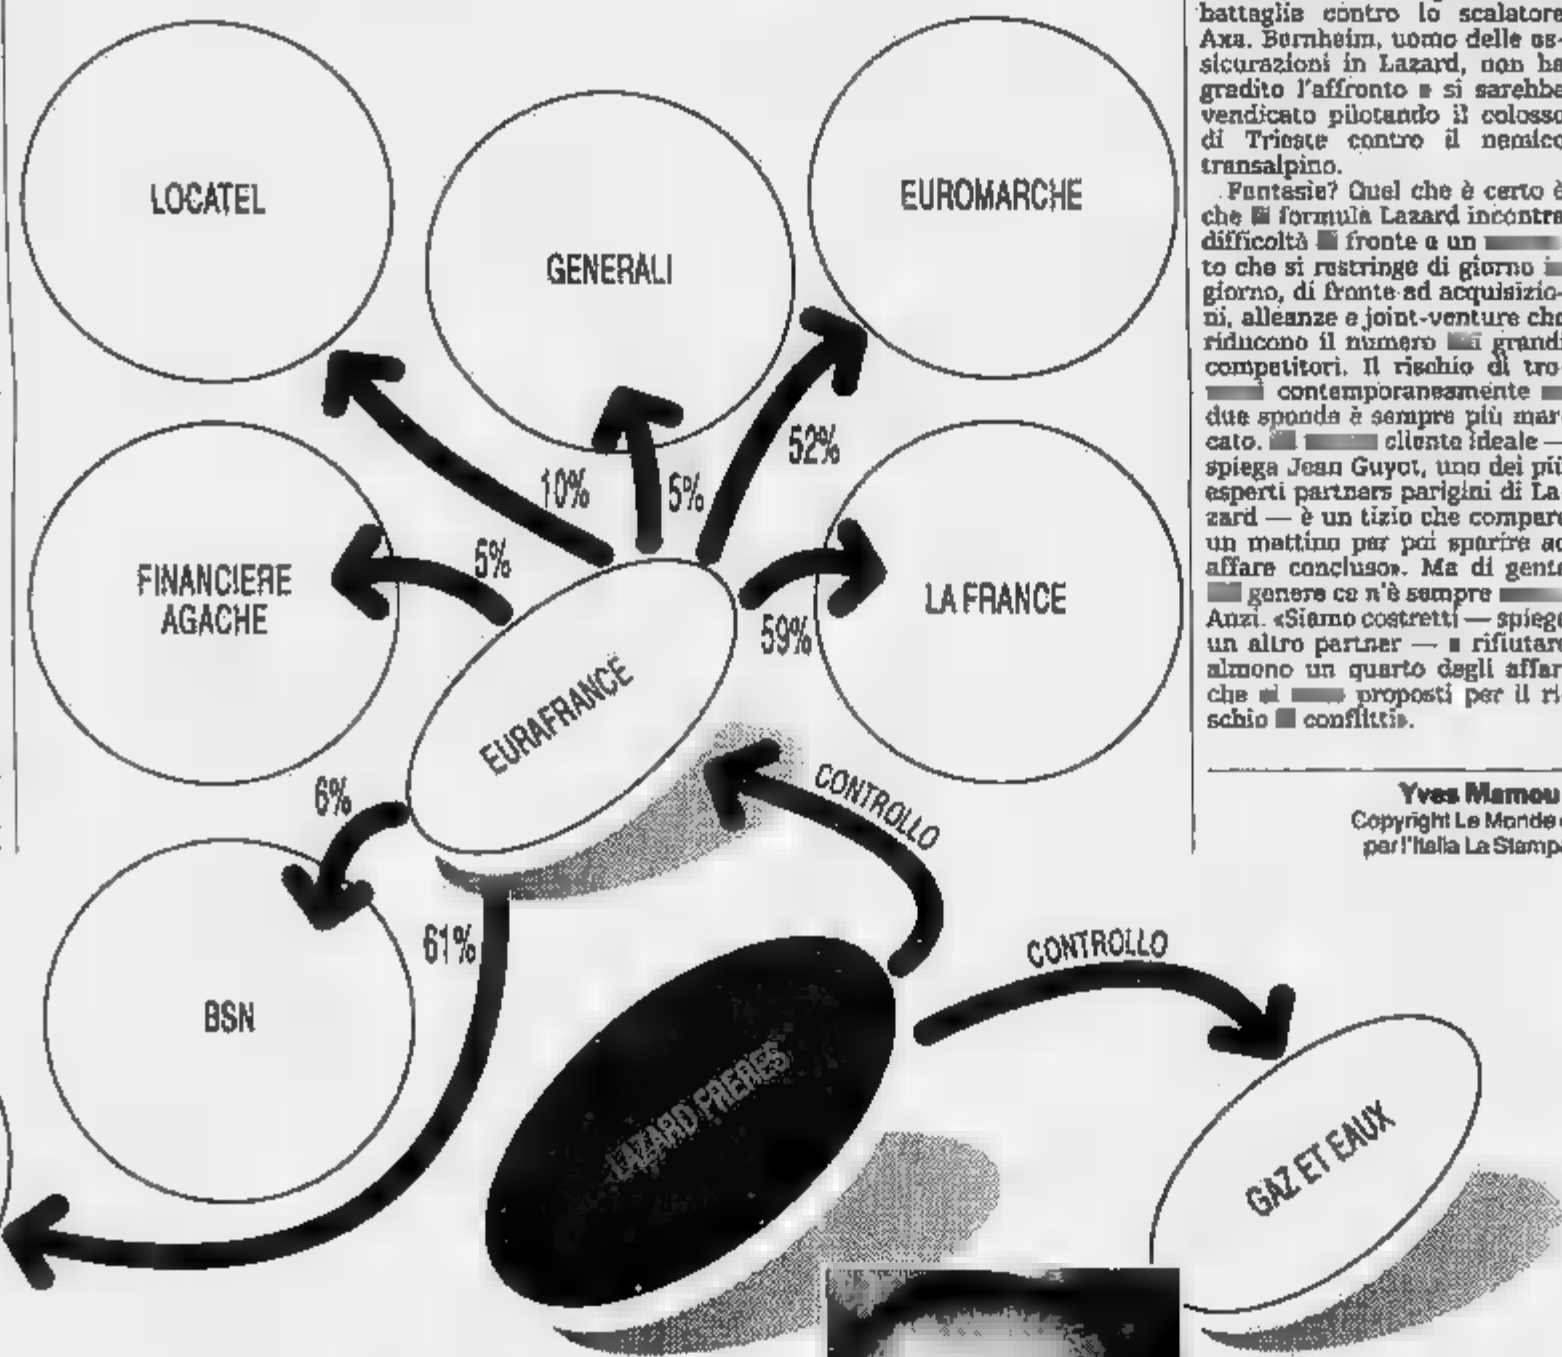 LOCATEL
GENERALI
EUROMARCHE
10%
5%
52%
5%
FINANCIERE
AGACHE
LA FRANCE
59%
EURAFRANCE
6%
CONTROLLO
61%
BSN
CONTROLLO
LAZARD FRERES
GAZ ET EAUX
battaglie contro lo scalatore
Axa. Bernheim, uomo delle as-
sicurazioni in Lazard, non ha
gradito l'affronto si sarebbe
vendicato pilotando il colosso
di Trieste contro il nemico
transalpino.
Fantasie? Quel che è certo è
che formula Lazard incontra
difficoltà fronte a un
to che si restringe di giorno
giorno, di fronte ad acquisizio-
ni, alleanze e joint-venture che
riducono il numero grandi
competitori. Il rischio di tro-
contemporaneamente
due sponde è sempre più mar-
cato. cliente ideale —
spiega Jean Guyot, uno dei più
esperti partners parigini di La-
zard — è un tizio che compare
un mattino per poi sparire ad
affare concluso». Ma di gente
genere ce n'è sempre
Anzi. «Siamo costretti — spiega
un altro partner — rifiutare
almeno un quarto degli affari
che proposti per il ri-
schio conflitti».
Yves Mamou
Copyright Le Monde e
per l'Italia La Stampa